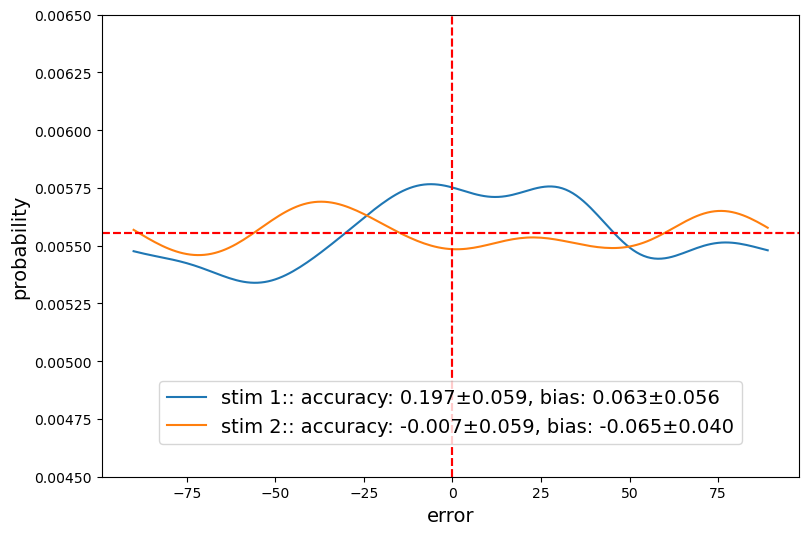 0.00650
0.00625
0.00600
0.00575
0.00550
0.00525
0.00500
0.00475
0.00450
probability
stim 1:: accuracy: 0.197±0.059, bias: 0.063±0.056
stim 2:: accuracy: -0.007±0.059, bias: -0.065±0.040
−75 −50 −25 0 25 50 75
error